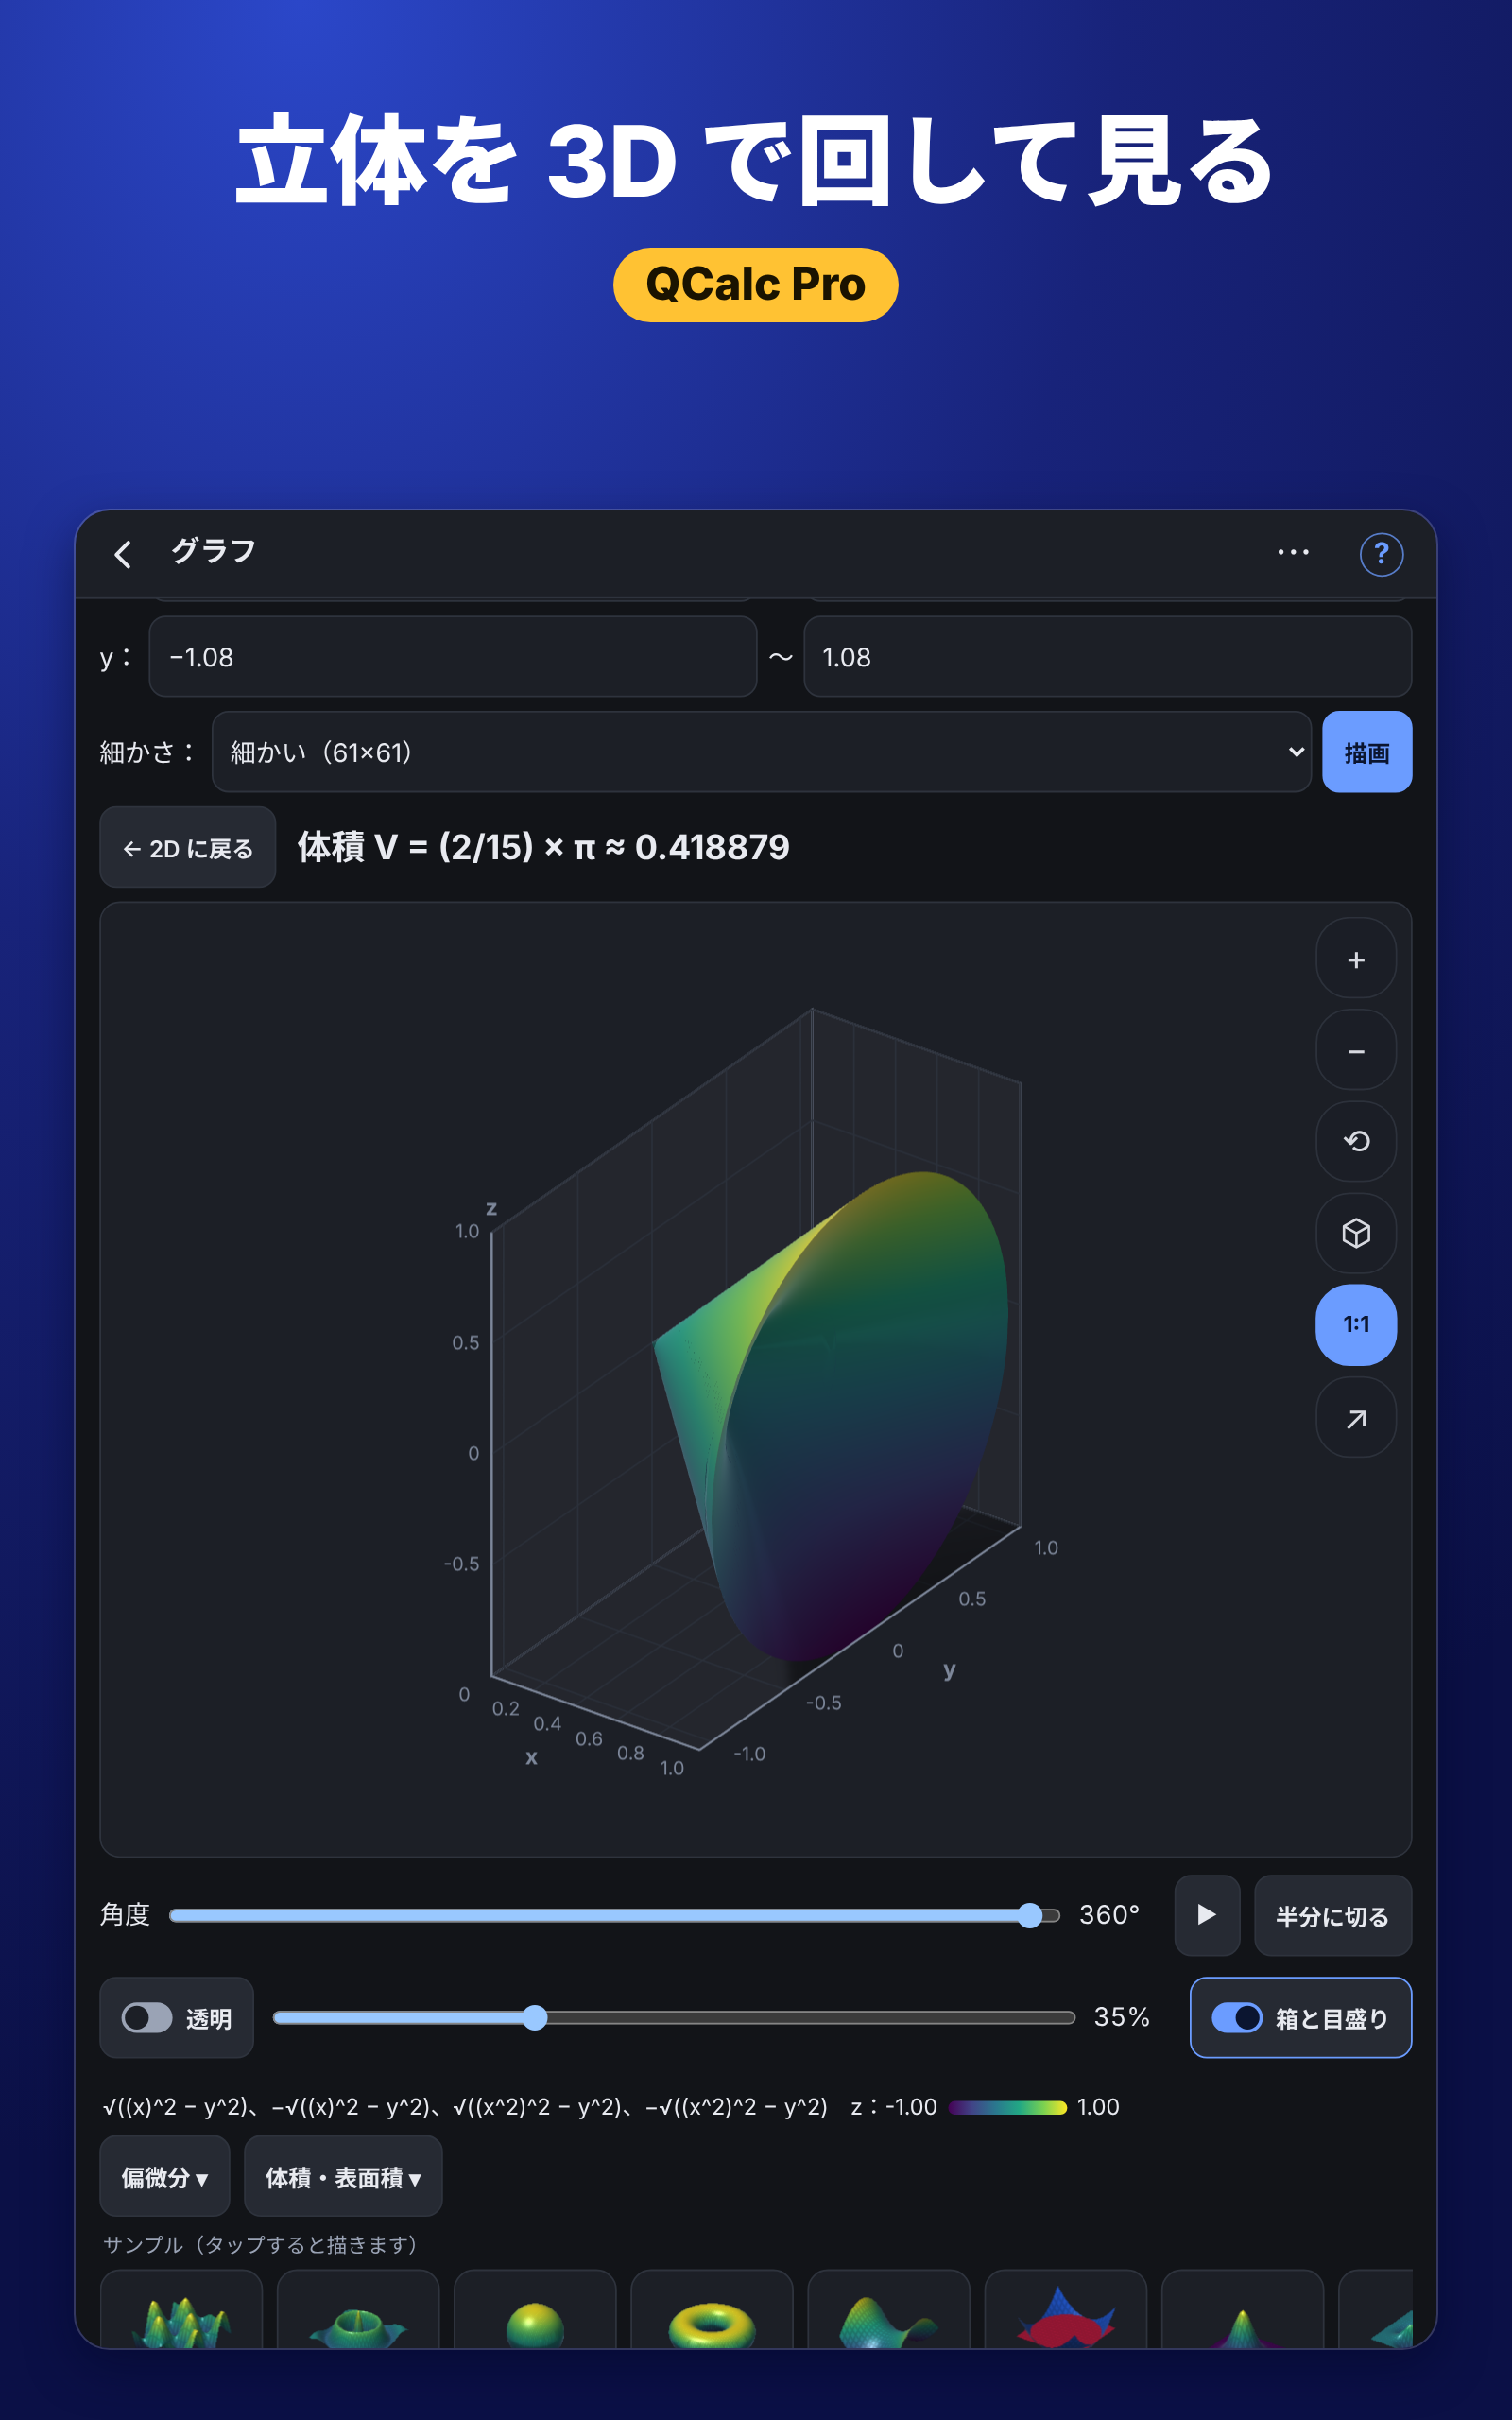 立体を 3D で回して見る
QCalc Pro
グラフ
… ?
y： −1.08 〜 1.08
細かさ： 細かい（61×61） 描画
← 2D に戻る 体積 V = (2/15) × π ≈ 0.418879
+
−
⟲
1:1
↗
z
1.0
0.5
0
-0.5
0 0.2 0.4 0.6 0.8 1.0
x
-1.0 -0.5 0 0.5 1.0
y
角度 360° ▶ 半分に切る
透明 35% 箱と目盛り
√((x)^2 − y^2)、−√((x)^2 − y^2)、√((x^2)^2 − y^2)、−√((x^2)^2 − y^2) z：-1.00 1.00
偏微分 ▾ 体積・表面積 ▾
サンプル（タップすると描きます）